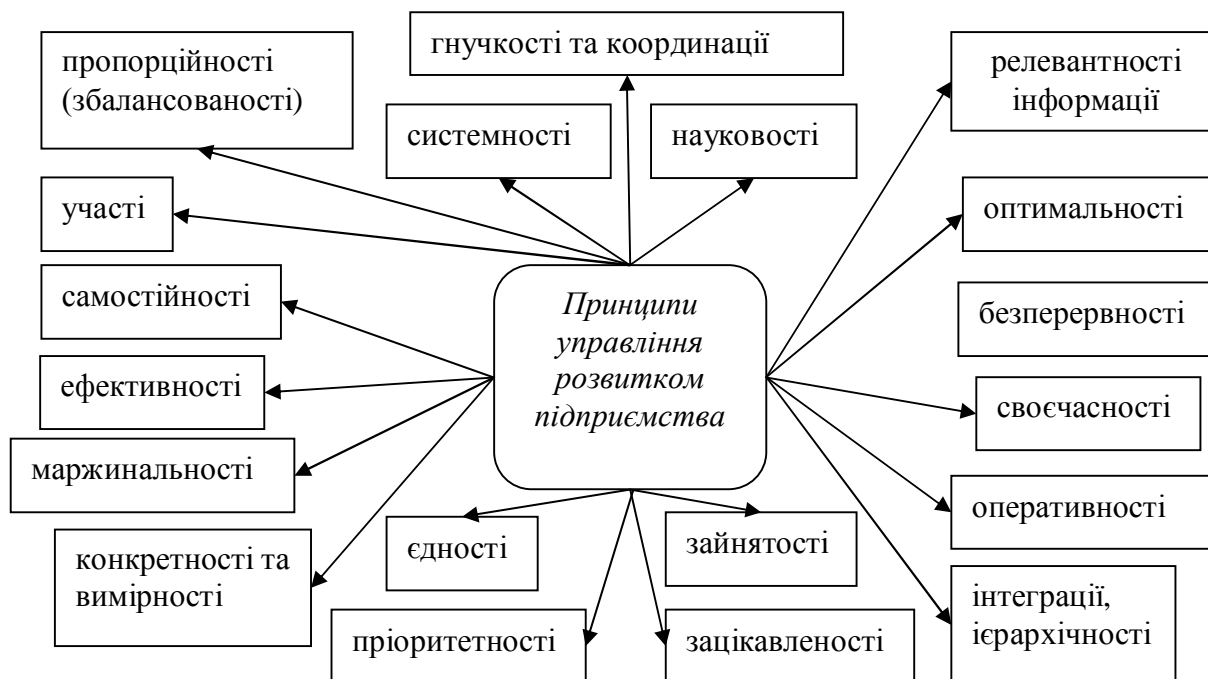 гнучкості та координації
пропорційності
(збалансованості)
релевантності
інформації
системності
науковості
участі
оптимальності
самостійності
Принципи
управління
розвитком
підприємства
безперервності
ефективності
своєчасності
маржинальності
оперативності
єдності
зайнятості
конкретності та
вимірності
інтеграції,
ієрархічності
пріоритетності
зацікавленості